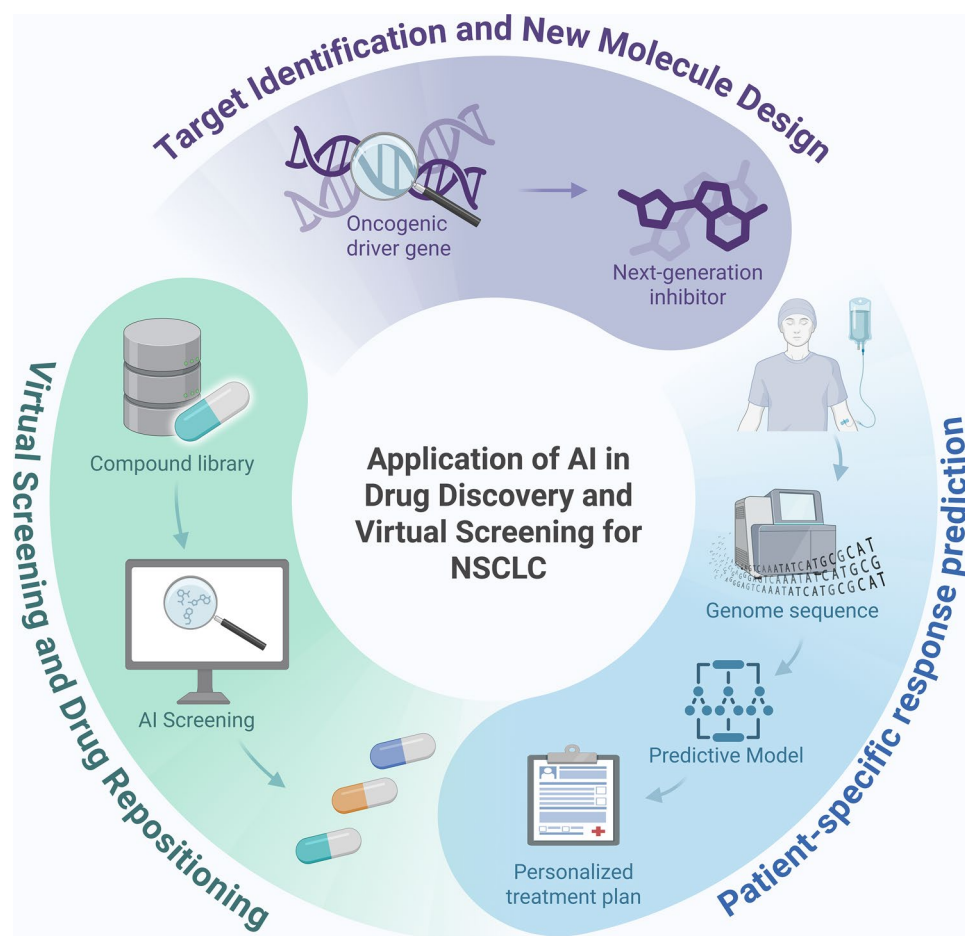 Target Identification and New Molecule Design
Oncogenic
driver gene
Next-generation
inhibitor
Virtual Screening and Drug Repositioning
Compound library
AI Screening
Application of AI in
Drug Discovery and
Virtual Screening for
NSCLC
Patient-specific response prediction
Genome sequence
Predictive Model
Personalized
treatment plan